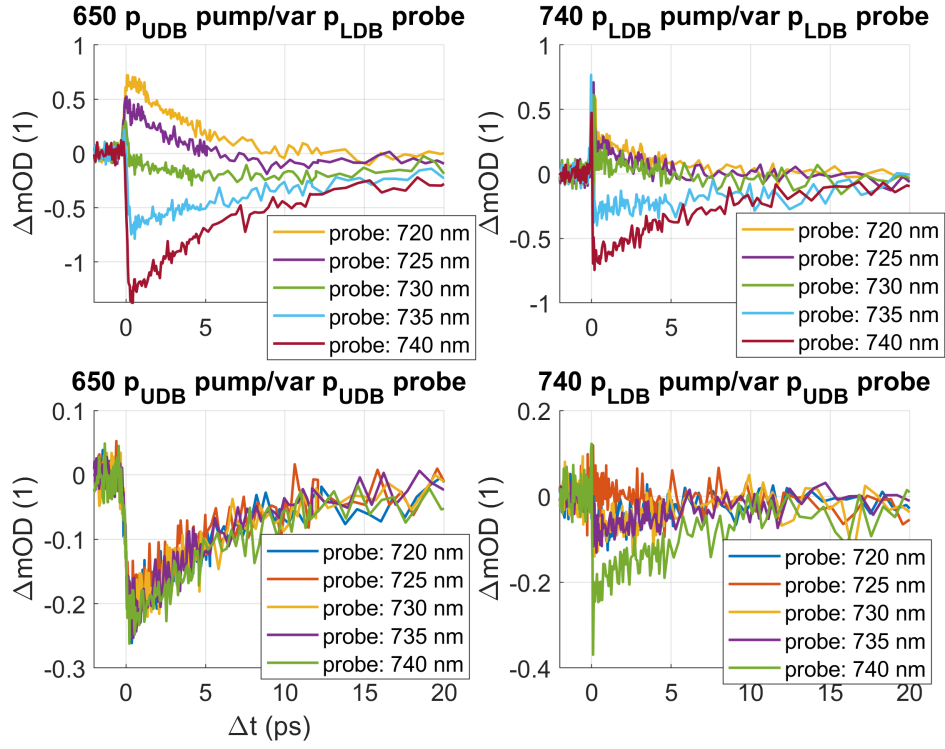 650 pUDB pump/var pLDB probe
ΔmOD (1)
1
0.5
0
-0.5
-1
0
5
probe: 720 nm
probe: 725 nm
probe: 730 nm
probe: 735 nm
probe: 740 nm
740 pLDB pump/var pLDB probe
ΔmOD (1)
1
0.5
0
-0.5
-1
0
5
probe: 720 nm
probe: 725 nm
probe: 730 nm
probe: 735 nm
probe: 740 nm
650 pUDB pump/var pUDB probe
ΔmOD (1)
0.1
0
-0.1
-0.2
-0.3
0
5
10
15
20
Δt (ps)
probe: 720 nm
probe: 725 nm
probe: 730 nm
probe: 735 nm
probe: 740 nm
740 pLDB pump/var pUDB probe
ΔmOD (1)
0.2
0
-0.2
-0.4
0
5
10
15
20
probe: 720 nm
probe: 725 nm
probe: 730 nm
probe: 735 nm
probe: 740 nm